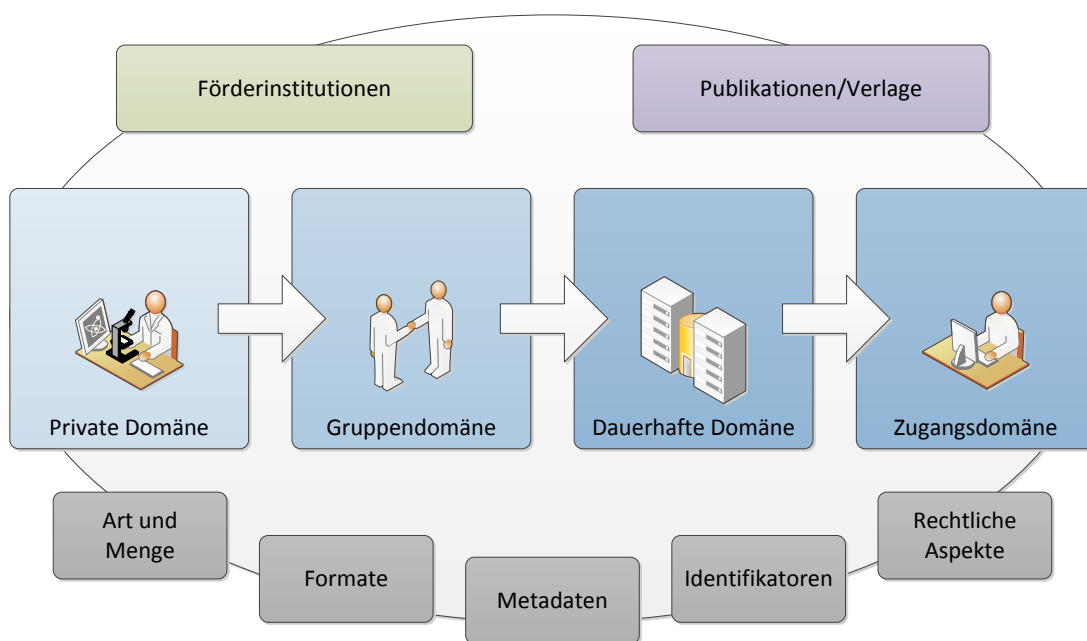 Förderinstitutionen
Publikationen/Verlage
Private Domäne
Gruppendomäne
Dauerhafte Domäne
Zugangsdomäne
Art und
Menge
Formate
Metadaten
Identifikatoren
Rechtliche
Aspekte